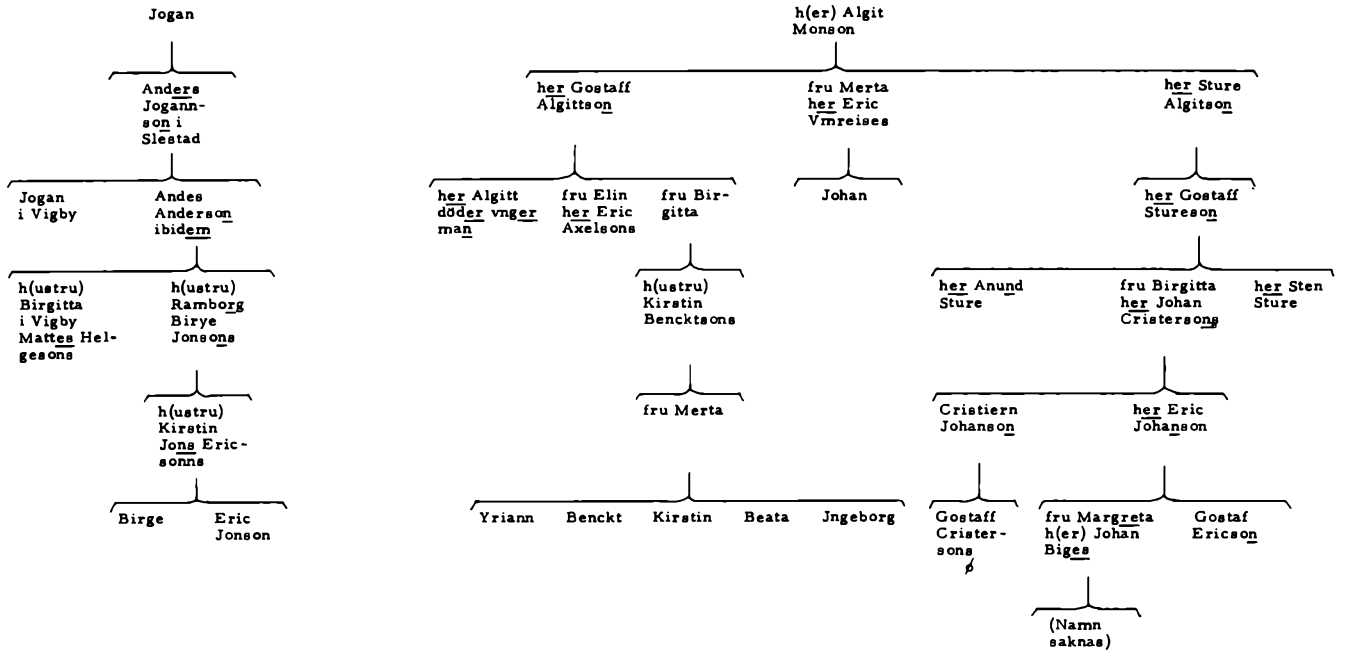 Jogan
h(er) Algit
Monson
Anders
Jogann-
son i
Slestad
her Gostaff
Algittson
fru Merta
her Eric
Vmreises
her Sture
Algitson
Jogan
i Vigby
Andes
Anderson
ibidem
her Algitt
döder vnger
man
fru Elin
her Eric
Axelsons
fru Bir-
gitta
Johan
her Gostaff
Stureson
h(ustru)
Birgitta
i Vigby
Mattes Hel-
gesons
h(ustru)
Ramborg
Birye
Jonsons
h(ustru)
Kirstin
Bencktsons
her Anund
Sture
fru Birgitta
her Johan
Cristersons
her Sten
Sture
h(ustru)
Kirstin
Jons Eric-
sonns
fru Merta
Cristiern
Johanson
her Eric
Johanson
Birge
Eric
Jonson
Yriann
Benckt
Kirstin
Beata
Jngeborg
Gostaff
Crister-
sons
ø
fru Margreta
h(er) Johan
Biges
Gostaf
Ericson
(Namn
saknas)